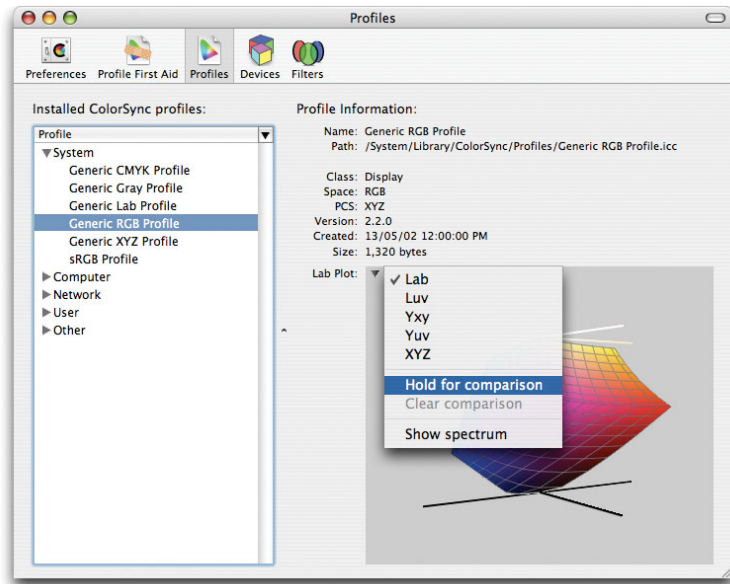 Profiles
Preferences Profile First Aid Profiles Devices Filters
Installed ColorSync profiles:
Profile
System
Generic CMYK Profile
Generic Gray Profile
Generic Lab Profile
Generic RGB Profile
Generic XYZ Profile
sRGB Profile
Computer
Network
User
Other
Profile Information:
Name: Generic RGB Profile
Path: /System/Library/ColorSync/Profiles/Generic RGB Profile.icc
Class: Display
Space: RGB
PCS: XYZ
Version: 2.2.0
Created: 13/05/02 12:00:00 PM
Size: 1,320 bytes
Lab Plot:
Lab
Luv
Yxy
Yuv
XYZ
Hold for comparison
Clear comparison
Show spectrum